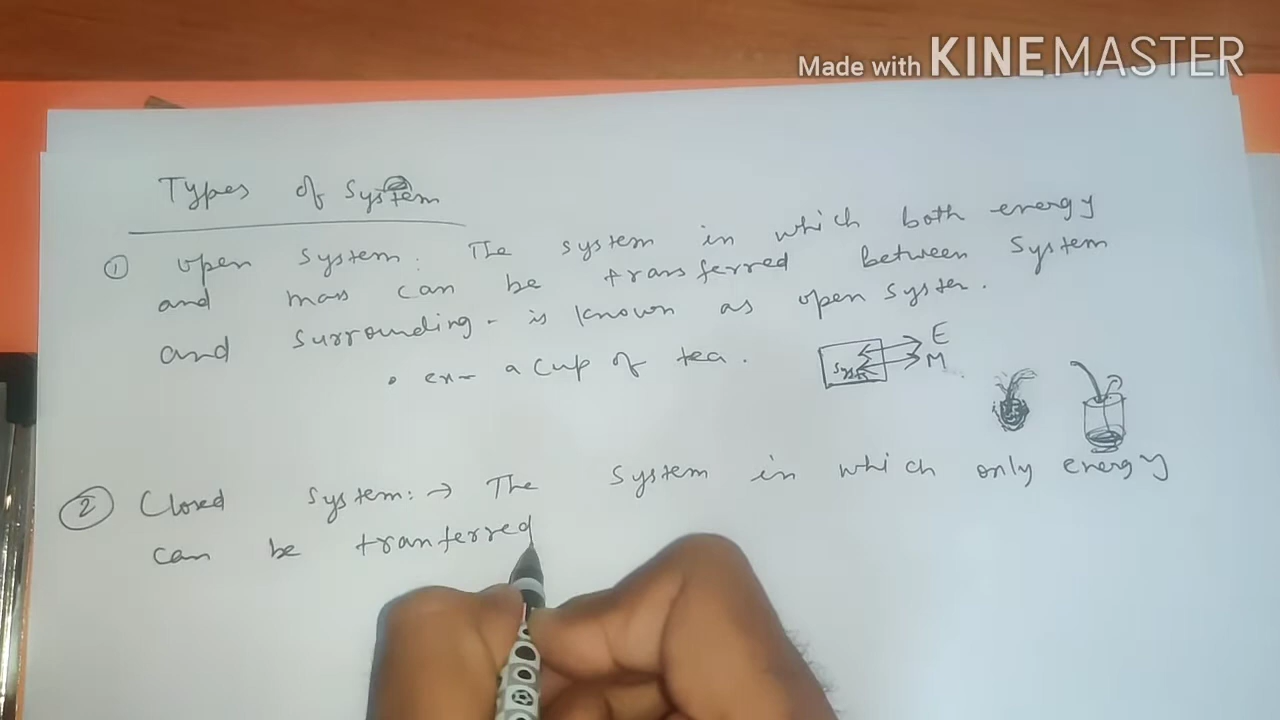 Made with KINEMASTER
Types of System
① open system: The system in which both energy
and mass can be transferred between System
and surrounding - is known as open system.
• ex- a cup of tea.
E
M
② Closed system: → The system in which only energy
can be tranferred